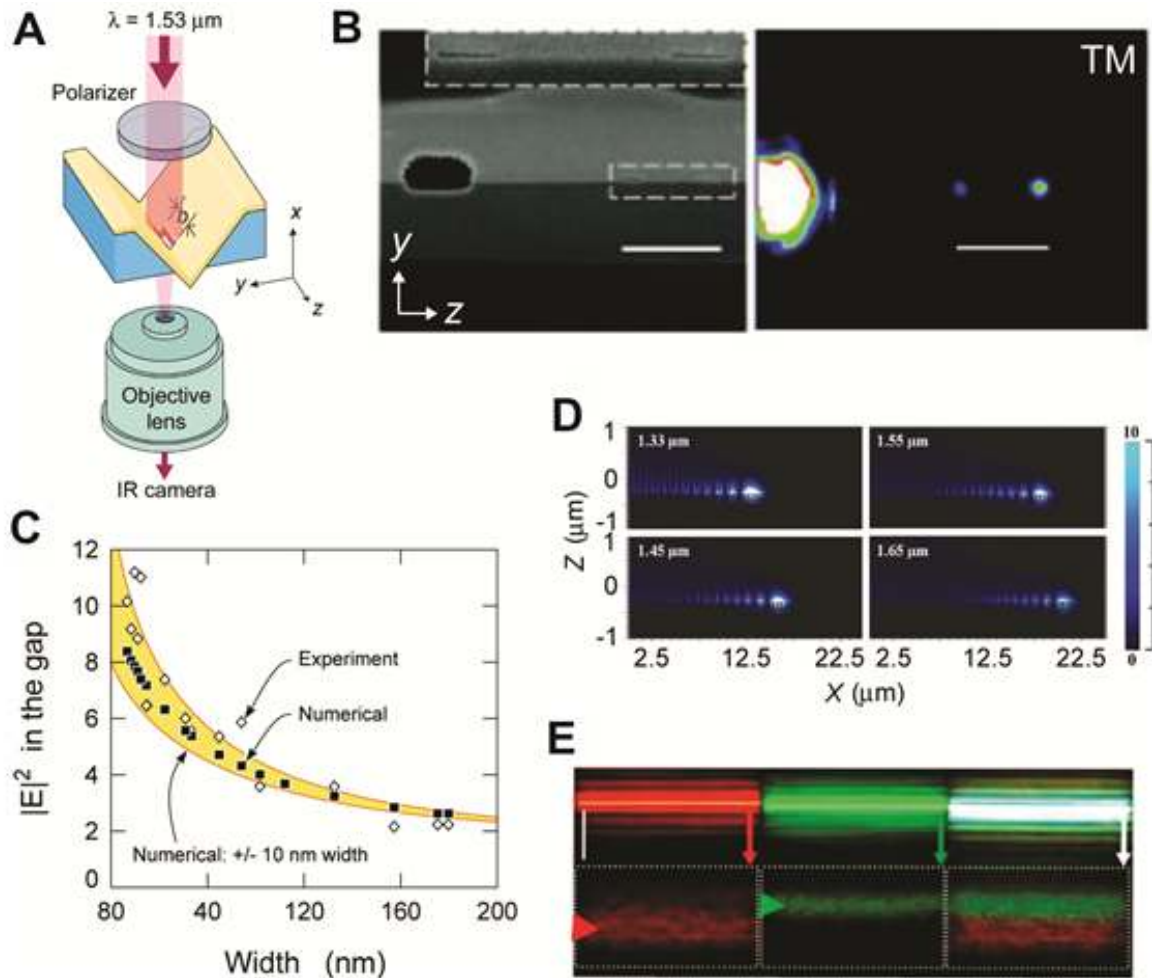 A
λ = 1.53 μm
Polarizer
b
x
y
z
Objective
lens
IR camera
B
TM
y
z
C
12
10
8
6
4
2
0
|E|² in the gap
Experiment
Numerical
Numerical: +/- 10 nm width
80 40 120 160 200
Width (nm)
D
1.33 μm
1.55 μm
1.45 μm
1.65 μm
1
0
-1
1
0
-1
Z (μm)
2.5 12.5 22.5 2.5 12.5 22.5
X (μm)
10
0
E